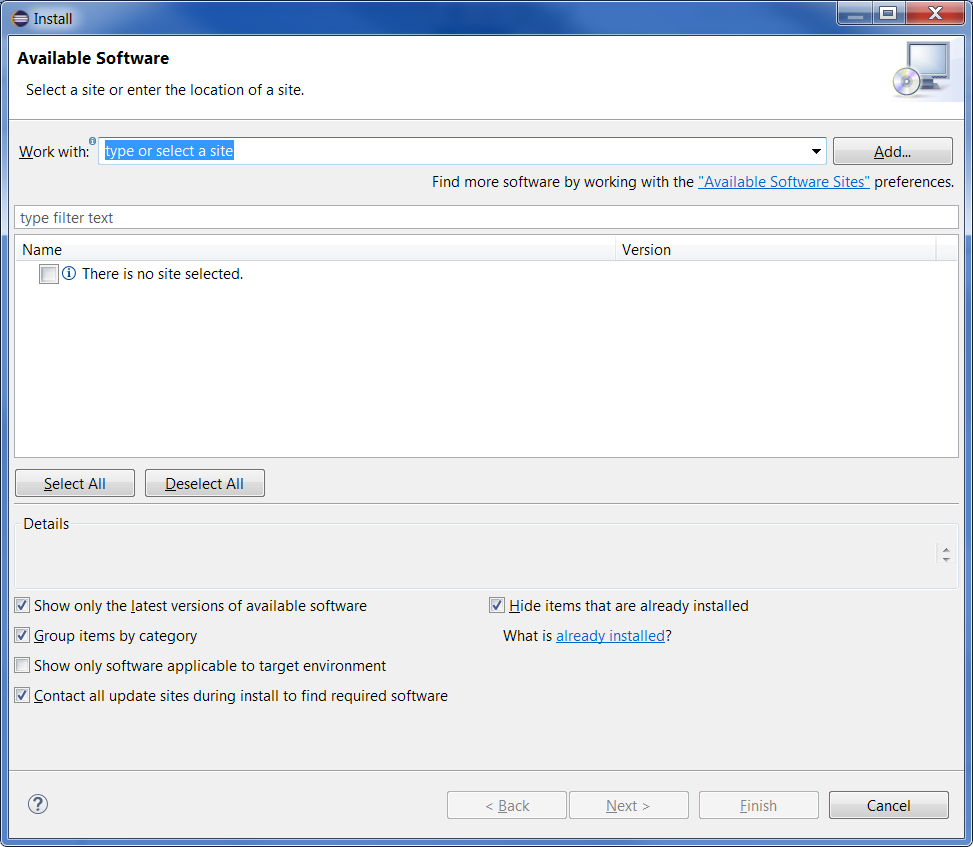 Install
Available Software
Select a site or enter the location of a site.
Work with: type or select a site Add...
Find more software by working with the "Available Software Sites" preferences.
type filter text
Name Version
There is no site selected.
Select All Deselect All
Details
Show only the latest versions of available software Hide items that are already installed
Group items by category What is already installed?
Show only software applicable to target environment
Contact all update sites during install to find required software
? < Back Next > Finish Cancel